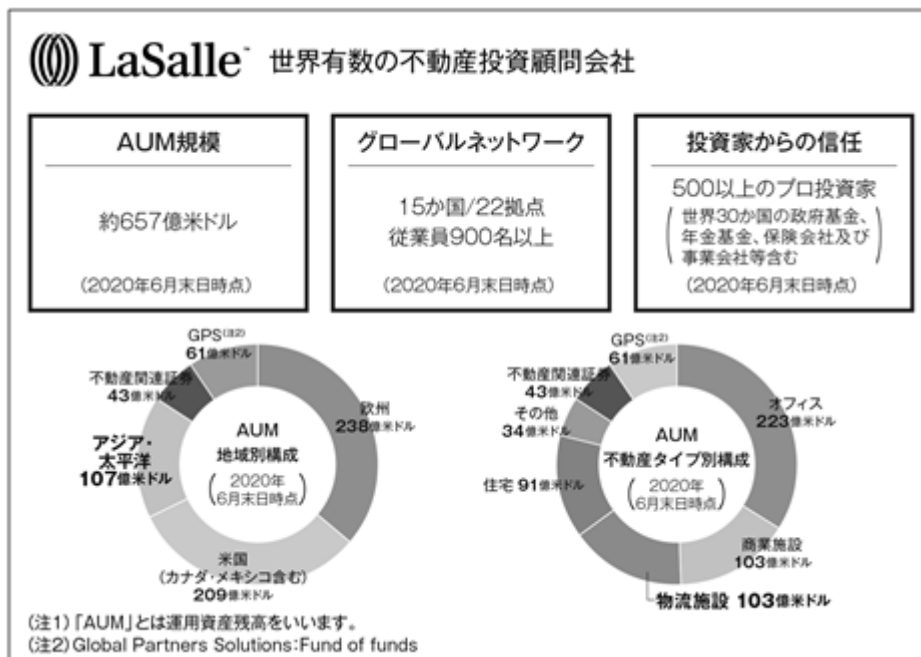 LaSalle™ 世界有数の不動産投資顧問会社
AUM規模
約657億米ドル
(2020年6月末日時点)
グローバルネットワーク
15か国/22拠点
従業員900名以上
(2020年6月末日時点)
投資家からの信任
500以上のプロ投資家
(世界30か国の政府基金、
年金基金、保険会社及び
事業会社等含む)
(2020年6月末日時点)
GPS(注2)
61億米ドル
不動産関連証券
43億米ドル
アジア・
太平洋
107億米ドル
欧州
238億米ドル
AUM
地域別構成
(2020年
6月末日時点)
米国
(カナダ・メキシコ含む)
209億米ドル
GPS(注2)
61億米ドル
不動産関連証券
43億米ドル
その他
34億米ドル
住宅 91億米ドル
オフィス
223億米ドル
AUM
不動産タイプ別構成
(2020年
6月末日時点)
商業施設
103億米ドル
物流施設 103億米ドル
(注1)「AUM」とは運用資産残高をいいます。
(注2)Global Partners Solutions:Fund of funds